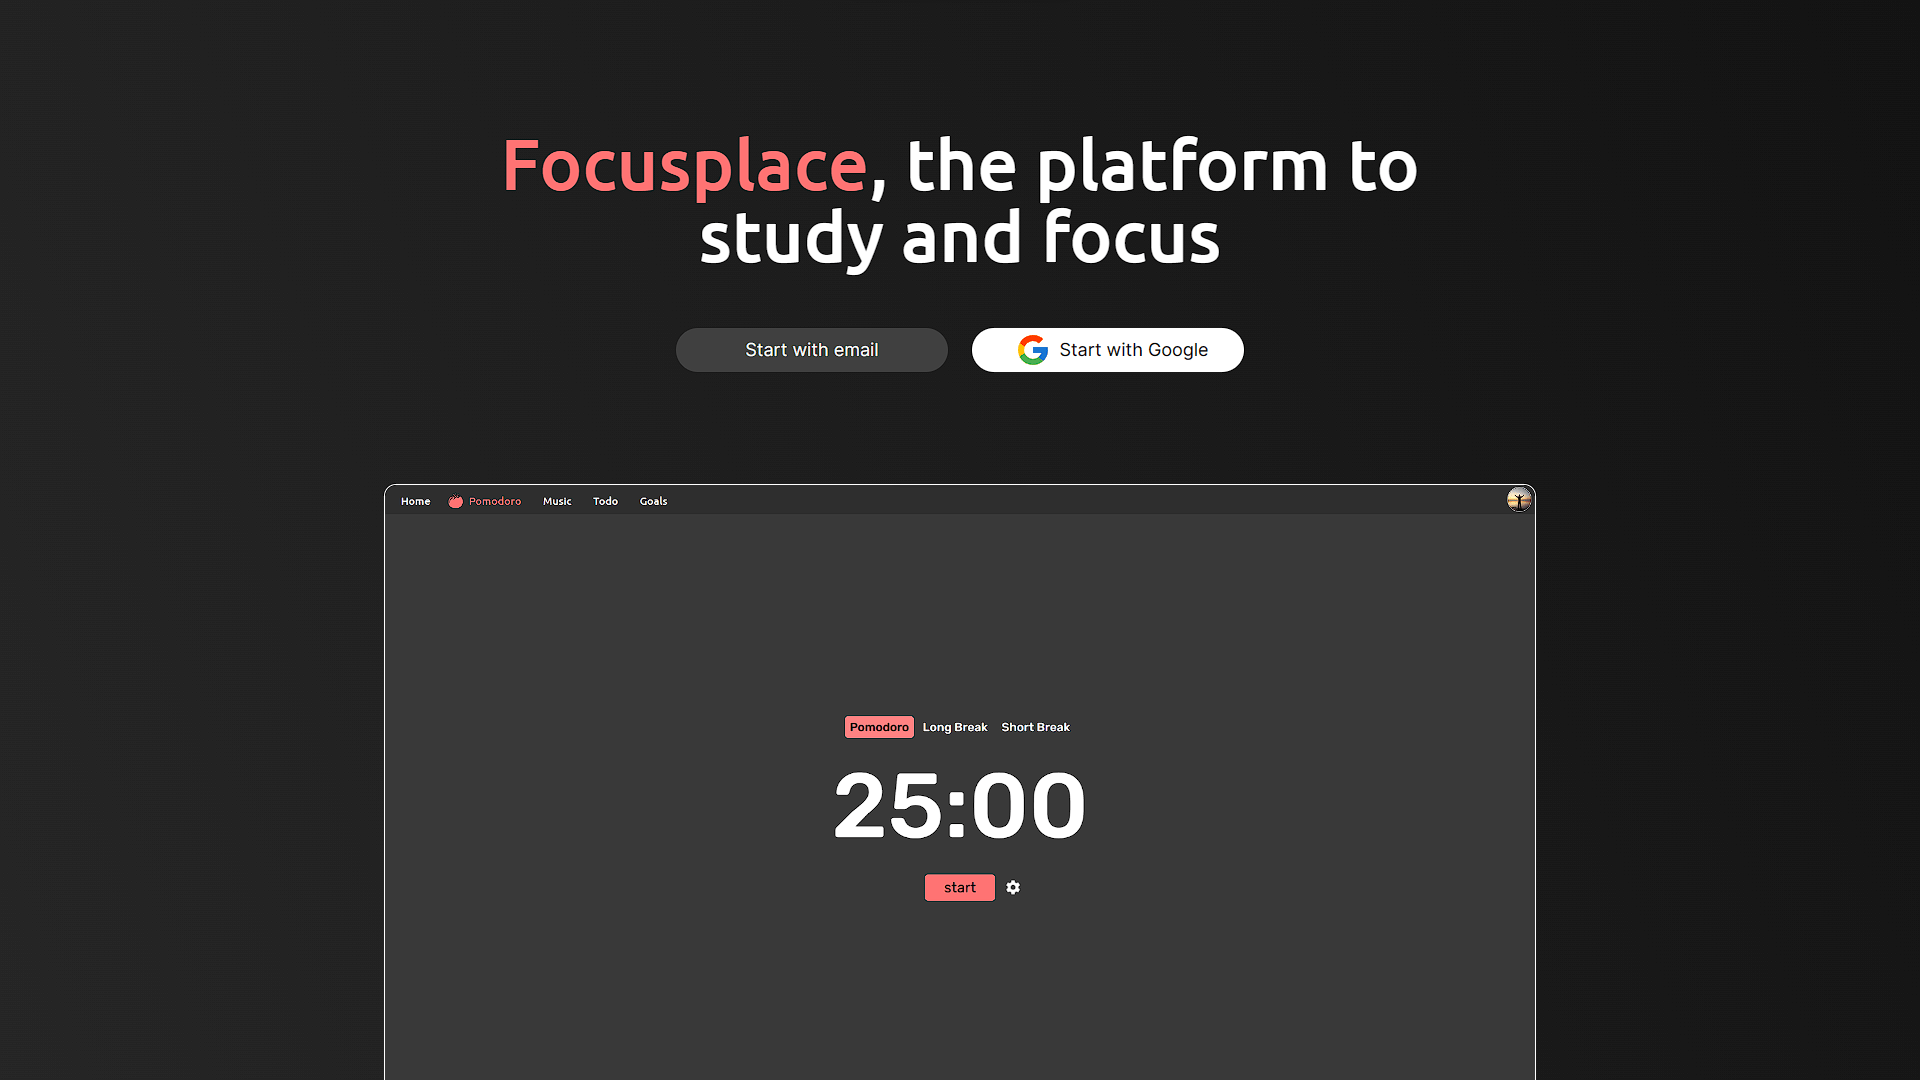 Focusplace, the platform to
study and focus
Start with email
Start with Google
Home Pomodoro Music Todo Goals
Pomodoro Long Break Short Break
25:00
start